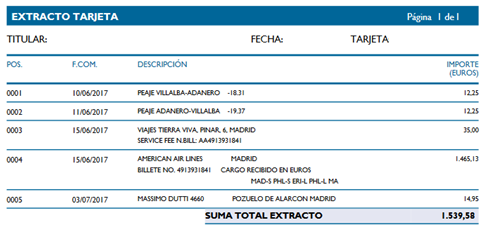 EXTRACTO TARJETA Página 1 de 1
TITULAR: FECHA: TARJETA
POS. F.COM. DESCRIPCIÓN IMPORTE (EUROS)
0001 10/06/2017 PEAJE VILLALBA-ADANERO -18.31 12,25
0002 11/06/2017 PEAJE ADANERO-VILLALBA -19.37 12,25
0003 15/06/2017 VIAJES TIERRA VIVA, PINAR, 6, MADRID 35,00
SERVICE FEE N.BILL: AA4913931841
0004 15/06/2017 AMERICAN AIR LINES MADRID 1.465,13
BILLETE NO. 4913931841 CARGO RECIBIDO EN EUROS
MAD-S PHL-S ERI-L PHL-L MA
0005 03/07/2017 MASSIMO DUTTI 4660 POZUELO DE ALARCON MADRID 14,95
SUMA TOTAL EXTRACTO 1.539,58